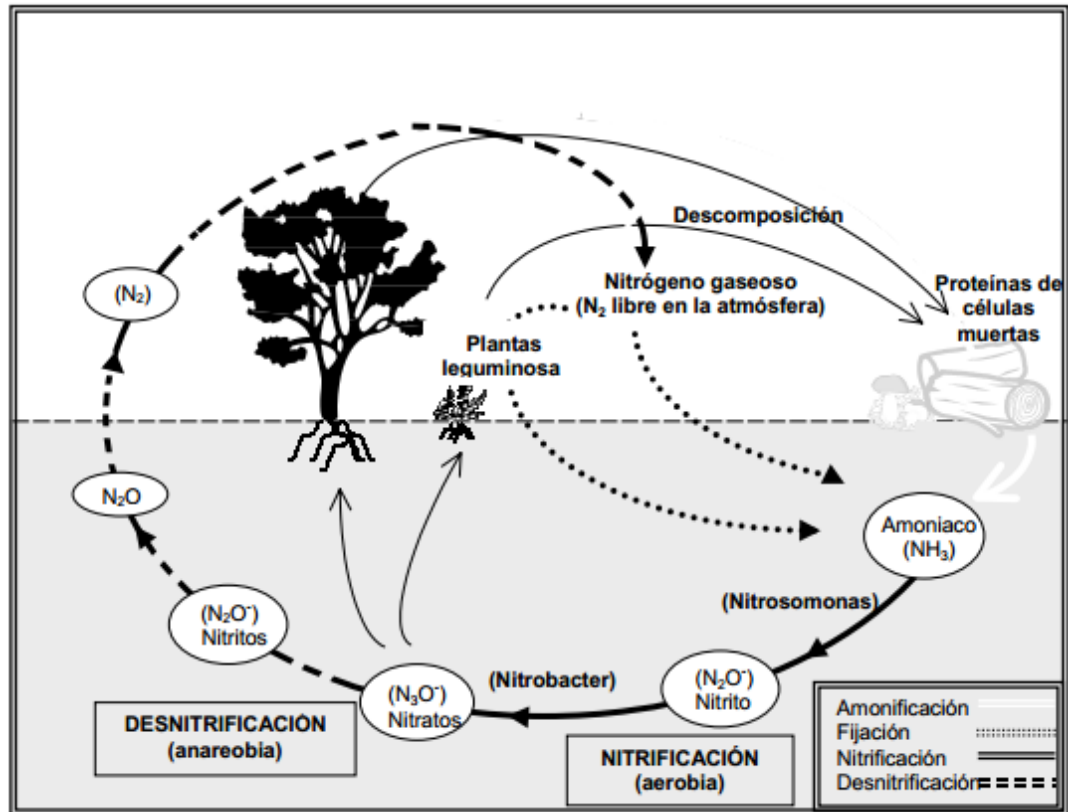 Descomposición
Nitrógeno gaseoso
(N₂ libre en la atmósfera)
Proteínas de
células
muertas
(N₂)
Plantas
leguminosa
N₂O
Amoniaco
(NH₃)
(Nitrosomonas)
(N₂O⁻)
Nitritos
(Nitrobacter)
(N₃O⁻)
Nitratos
(N₂O⁻)
Nitrito
DESNITRIFICACIÓN
(anareobia)
NITRIFICACIÓN
(aerobia)
Amonificación
Fijación
Nitrificación
Desnitrificación